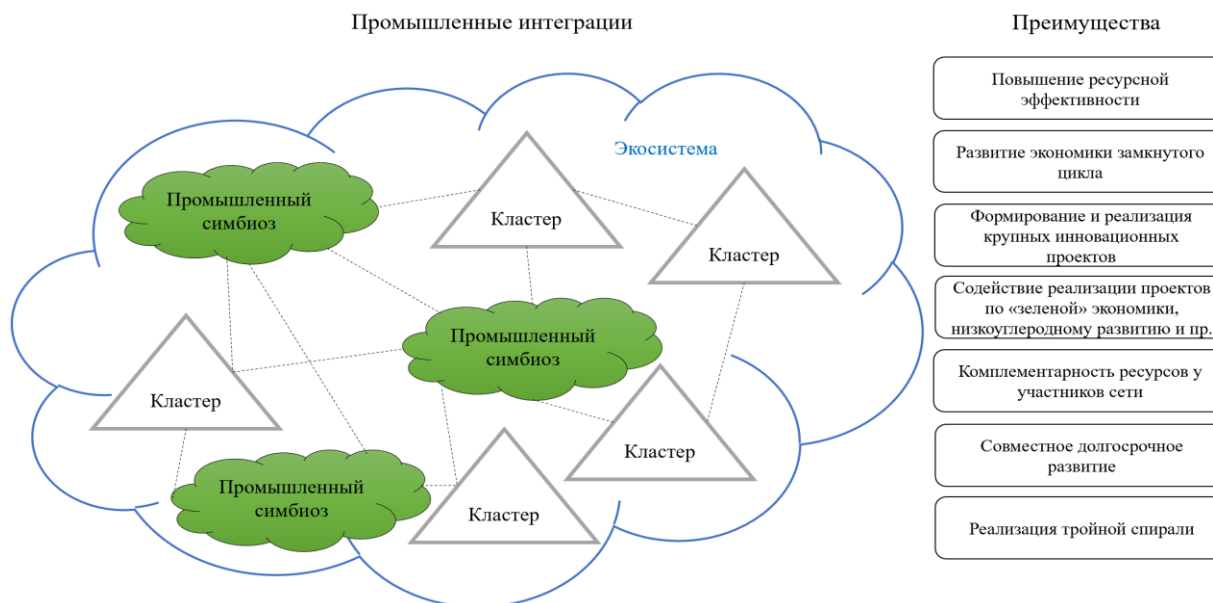 Промышленные интеграции
Экосистема
Промышленный
симбиоз
Кластер
Кластер
Промышленный
симбиоз
Кластер
Кластер
Промышленный
симбиоз
Кластер
Преимущества
Повышение ресурсной
эффективности
Развитие экономики замкнутого
цикла
Формирование и реализация
крупных инновационных
проектов
Содействие реализации проектов
по «зеленой» экономики,
низкоуглеродному развитию и пр.
Комплементарность ресурсов у
участников сети
Совместное долгосрочное
развитие
Реализация тройной спирали